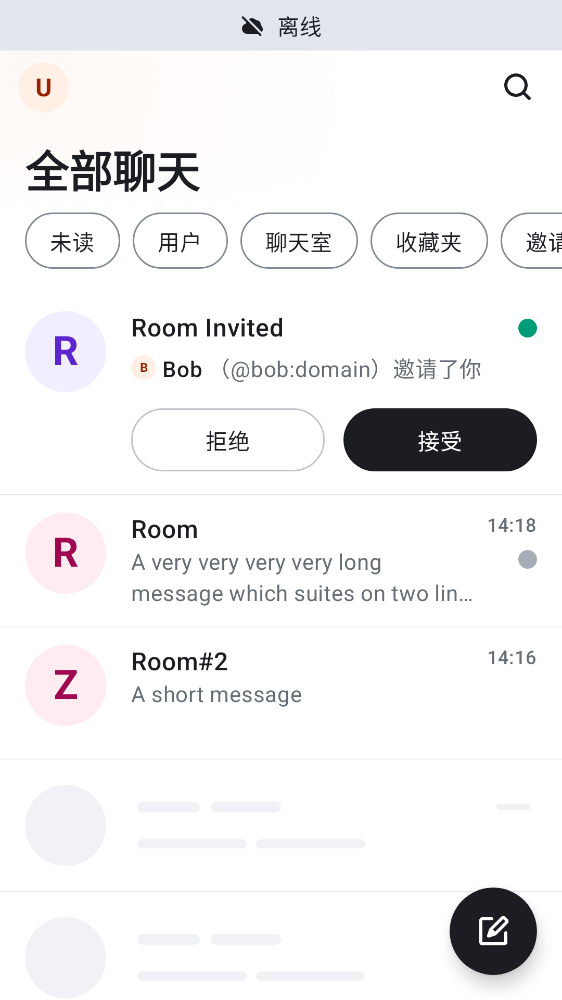 离线
U
全部聊天
未读
用户
聊天室
收藏夹
邀请
R
Room Invited
B Bob （@bob:domain）邀请了你
拒绝
接受
R
Room
14:18
A very very very very long
message which suites on two lin…
Z
Room#2
14:16
A short message